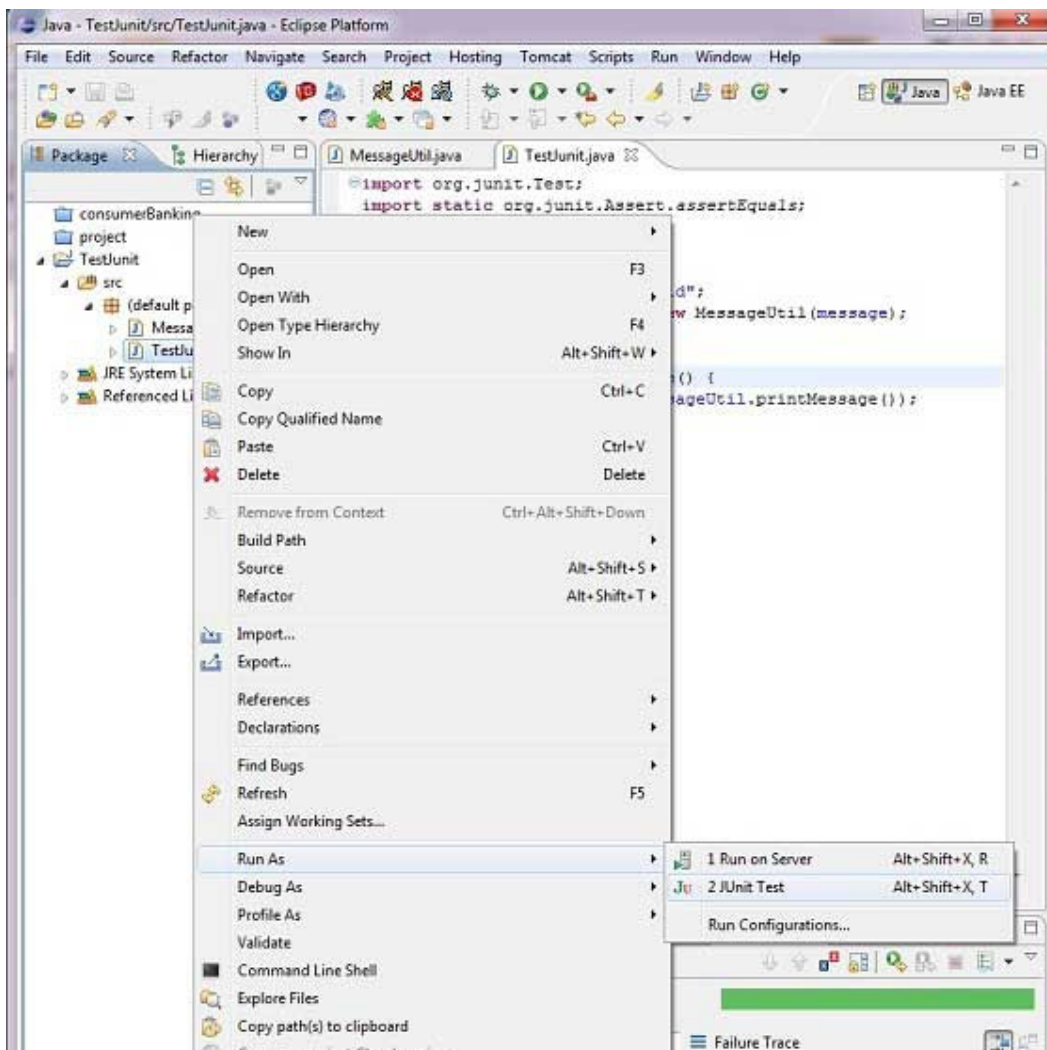 Java - TestJunit/src/TestJunit.java - Eclipse Platform
File Edit Source Refactor Navigate Search Project Hosting Tomcat Scripts Run Window Help
Java Java EE
Package Hierarchy MessageUtil.java TestJunit.java
import org.junit.Test;
import static org.junit.Assert.assertEquals;
consumerBanking
project
TestJunit
src
(default p
Messa
TestJu
JRE System Li
Referenced Li
d";
w MessageUtil(message);
() {
ageUtil.printMessage());
New
Open F3
Open With
Open Type Hierarchy F4
Show In Alt+Shift+W
Copy Ctrl+C
Copy Qualified Name
Paste Ctrl+V
Delete Delete
Remove from Context Ctrl+Alt+Shift+Down
Build Path
Source Alt+Shift+S
Refactor Alt+Shift+T
Import...
Export...
References
Declarations
Find Bugs
Refresh F5
Assign Working Sets...
Run As
Debug As
Profile As
Validate
Command Line Shell
Explore Files
Copy path(s) to clipboard
1 Run on Server Alt+Shift+X, R
Ju 2 JUnit Test Alt+Shift+X, T
Run Configurations...
Failure Trace